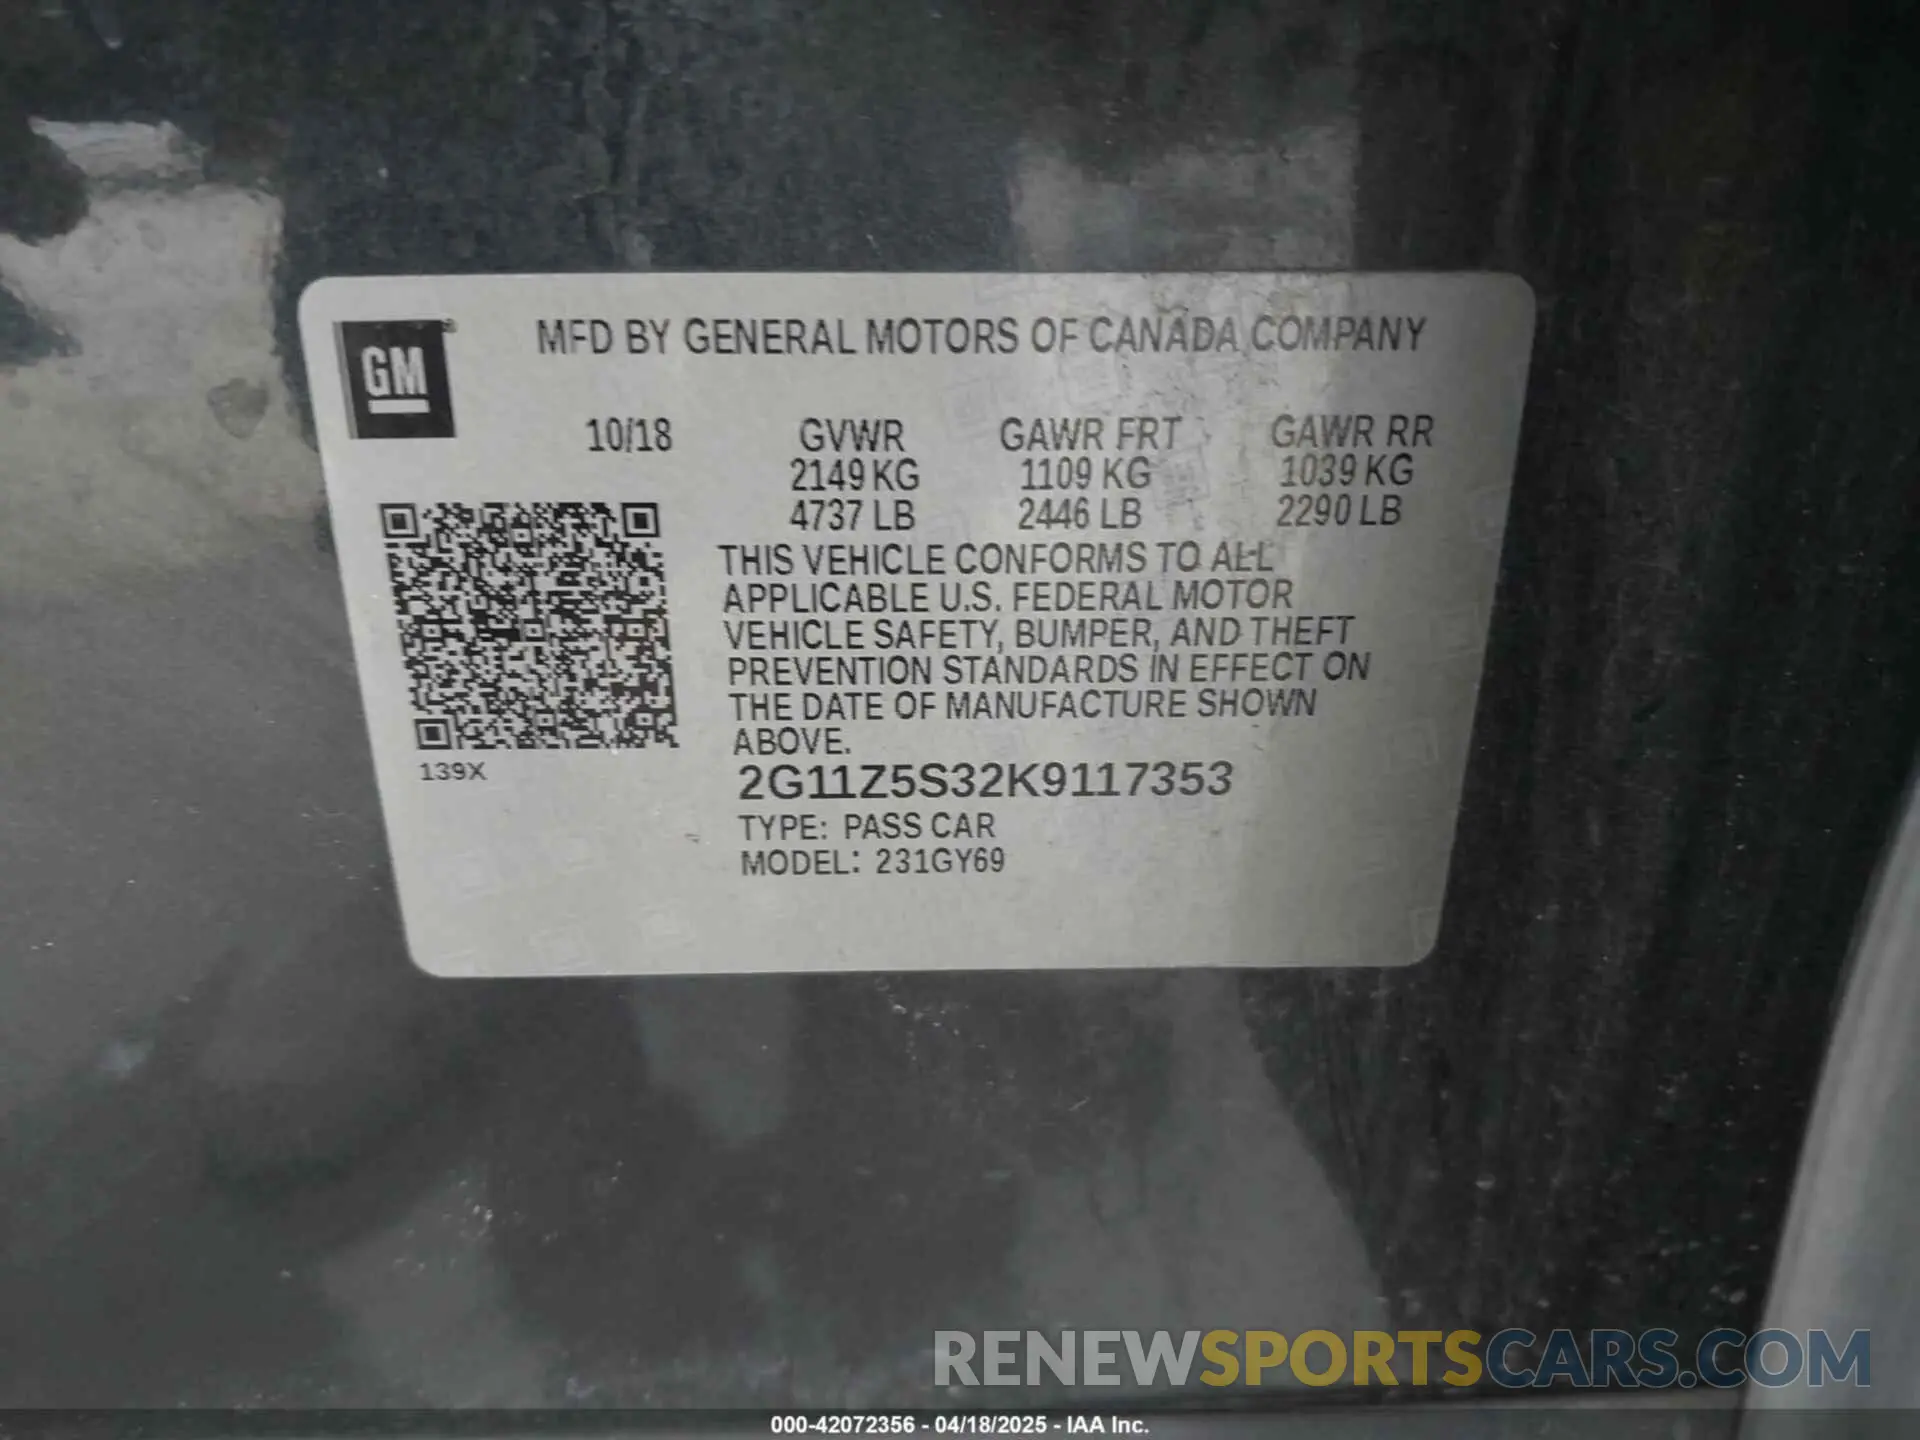 GM
MFD BY GENERAL MOTORS OF CANADA COMPANY
10/18 GVWR GAWR FRT GAWR RR
2149 KG 1109 KG 1039 KG
4737 LB 2446 LB 2290 LB
THIS VEHICLE CONFORMS TO ALL
APPLICABLE U.S. FEDERAL MOTOR
VEHICLE SAFETY, BUMPER, AND THEFT
PREVENTION STANDARDS IN EFFECT ON
THE DATE OF MANUFACTURE SHOWN
ABOVE.
139X
2G11Z5S32K9117353
TYPE: PASS CAR
MODEL: 231GY69
RENEWSPORTSCARS.COM
000-42072356 - 04/18/2025 - IAA Inc.